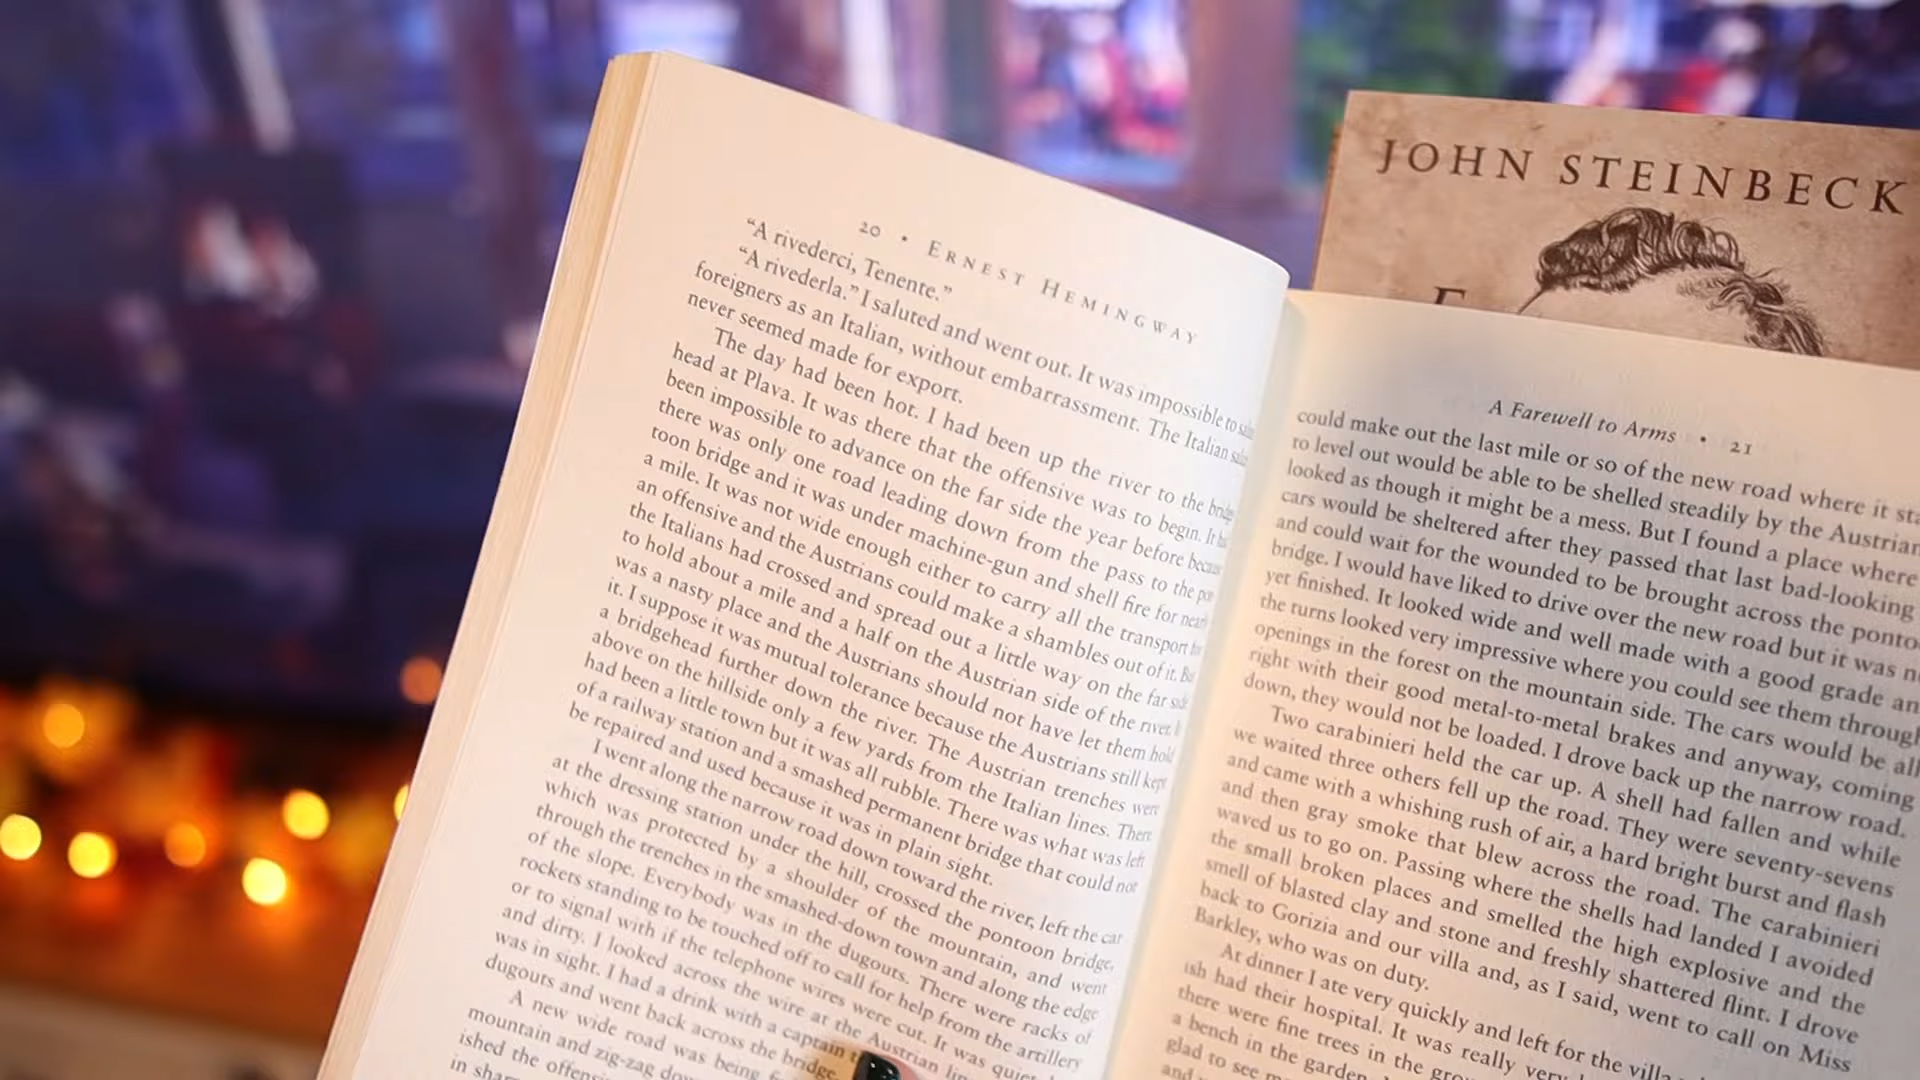 20 • ERNEST HEMINGWAY
“A rivederci, Tenente.”
“A rivederla.” I saluted and went out. It was impossible to
foreigners as an Italian, without embarrassment. The Italian
never seemed made for export.
The day had been hot. I had been up the river to the
head at Plava. It was there that the offensive was to begin. It
been impossible to advance on the far side the year before because
there was only one road leading down from the pass to the
toon bridge and it was under machine-gun and shell fire for nearly
a mile. It was not wide enough either to carry all the transport
an offensive and the Austrians could make a shambles out of it. But
the Italians had crossed and spread out a little way on the far side
to hold about a mile and a half on the Austrian side of the river. It
was a nasty place and the Austrians should not have let them hold
it. I suppose it was mutual tolerance because the Austrians still kept
a bridgehead further down the river. The Austrian trenches were
above on the hillside only a few yards from the Italian lines. There
had been a little town but it was all rubble. There was what was left
of a railway station and a smashed permanent bridge that could not
be repaired and used because it was in plain sight.
I went along the narrow road down toward the river, left the car
at the dressing station under the hill, crossed the pontoon bridge,
which was protected by a shoulder of the mountain, and went
through the trenches in the smashed-down town and along the edge
of the slope. Everybody was in the dugouts. There were racks of
rockets standing to be touched off to call for help from the artillery
or to signal with if the telephone wires were cut. It was quiet,
and dirty. I looked across the wire at the Austrian
was in sight. I had a drink with a captain
dugouts and went back across the bridge.
A new wide road was being
mountain and zig-zag
ished the
in
JOHN STEINBECK
A Farewell to Arms • 21
could make out the last mile or so of the new road where it
to level out would be able to be shelled steadily by the Austrian
looked as though it might be a mess. But I found a place where
cars would be sheltered after they passed that last bad-looking
and could wait for the wounded to be brought across the
bridge. I would have liked to drive over the new road but it was
yet finished. It looked wide and well made with a good grade
the turns looked very impressive where you could see them through
openings in the forest on the mountain side. The cars would be all
right with their good metal-to-metal brakes and anyway, coming
down, they would not be loaded. I drove back up the narrow road.
Two carabinieri held the car up. A shell had fallen and while
we waited three others fell up the road. They were seventy-sevens
and came with a whishing rush of air, a hard bright burst and flash
and then gray smoke that blew across the road. The carabinieri
waved us to go on. Passing where the shells had landed I avoided
the small broken places and smelled the high explosive and the
smell of blasted clay and stone and freshly shattered flint. I drove
back to Gorizia and our villa and, as I said, went to call on Miss
Barkley, who was on duty.
At dinner I ate very quickly and left for the villa
ish had their hospital. It was really very
there were fine trees in the
a bench in the garden.
glad to see
and